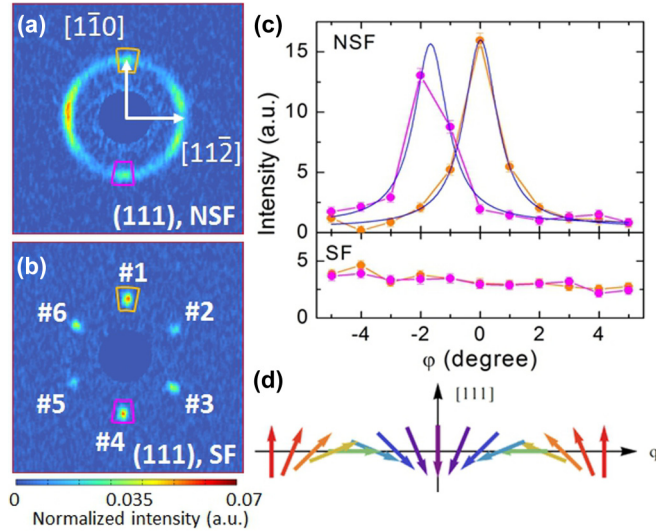 (a)
[11̅0]
[112̅]
(111), NSF
(b)
#1
#2
#3
#4
#5
#6
(111), SF
0
0.035
0.07
Normalized intensity (a.u.)
(c)
NSF
15
10
5
0
Intensity (a.u.)
SF
5
0
-4
-2
0
2
4
φ (degree)
(d)
[111]
q